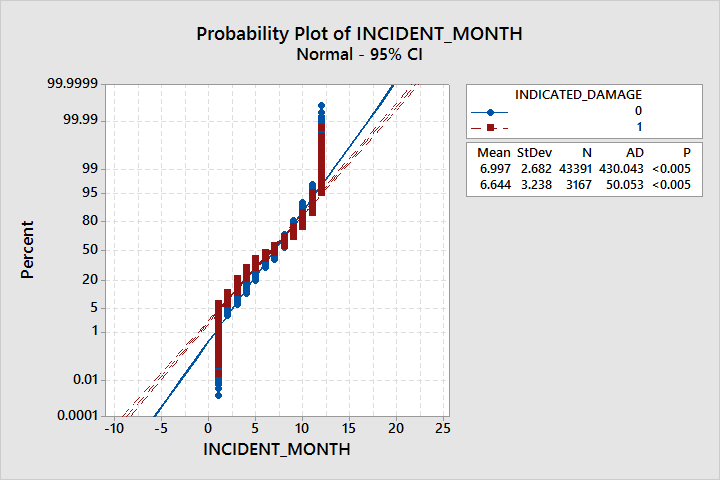 Probability Plot of INCIDENT_MONTH
Normal - 95% CI
99.9999
99.99
99
95
80
50
20
5
1
0.01
0.0001
Percent
-10 -5 0 5 10 15 20 25
INCIDENT_MONTH
INDICATED_DAMAGE
0
1
Mean StDev N AD P
6.997 2.682 43391 430.043 <0.005
6.644 3.238 3167 50.053 <0.005